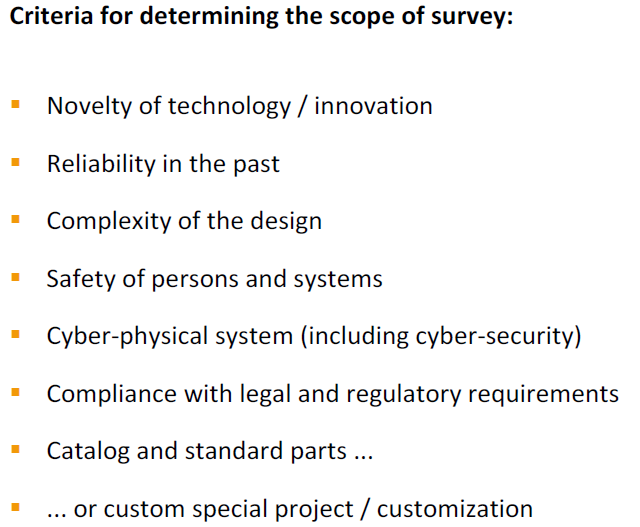 Criteria for determining the scope of survey:
▪ Novelty of technology / innovation
▪ Reliability in the past
▪ Complexity of the design
▪ Safety of persons and systems
▪ Cyber-physical system (including cyber-security)
▪ Compliance with legal and regulatory requirements
▪ Catalog and standard parts ...
▪ ... or custom special project / customization